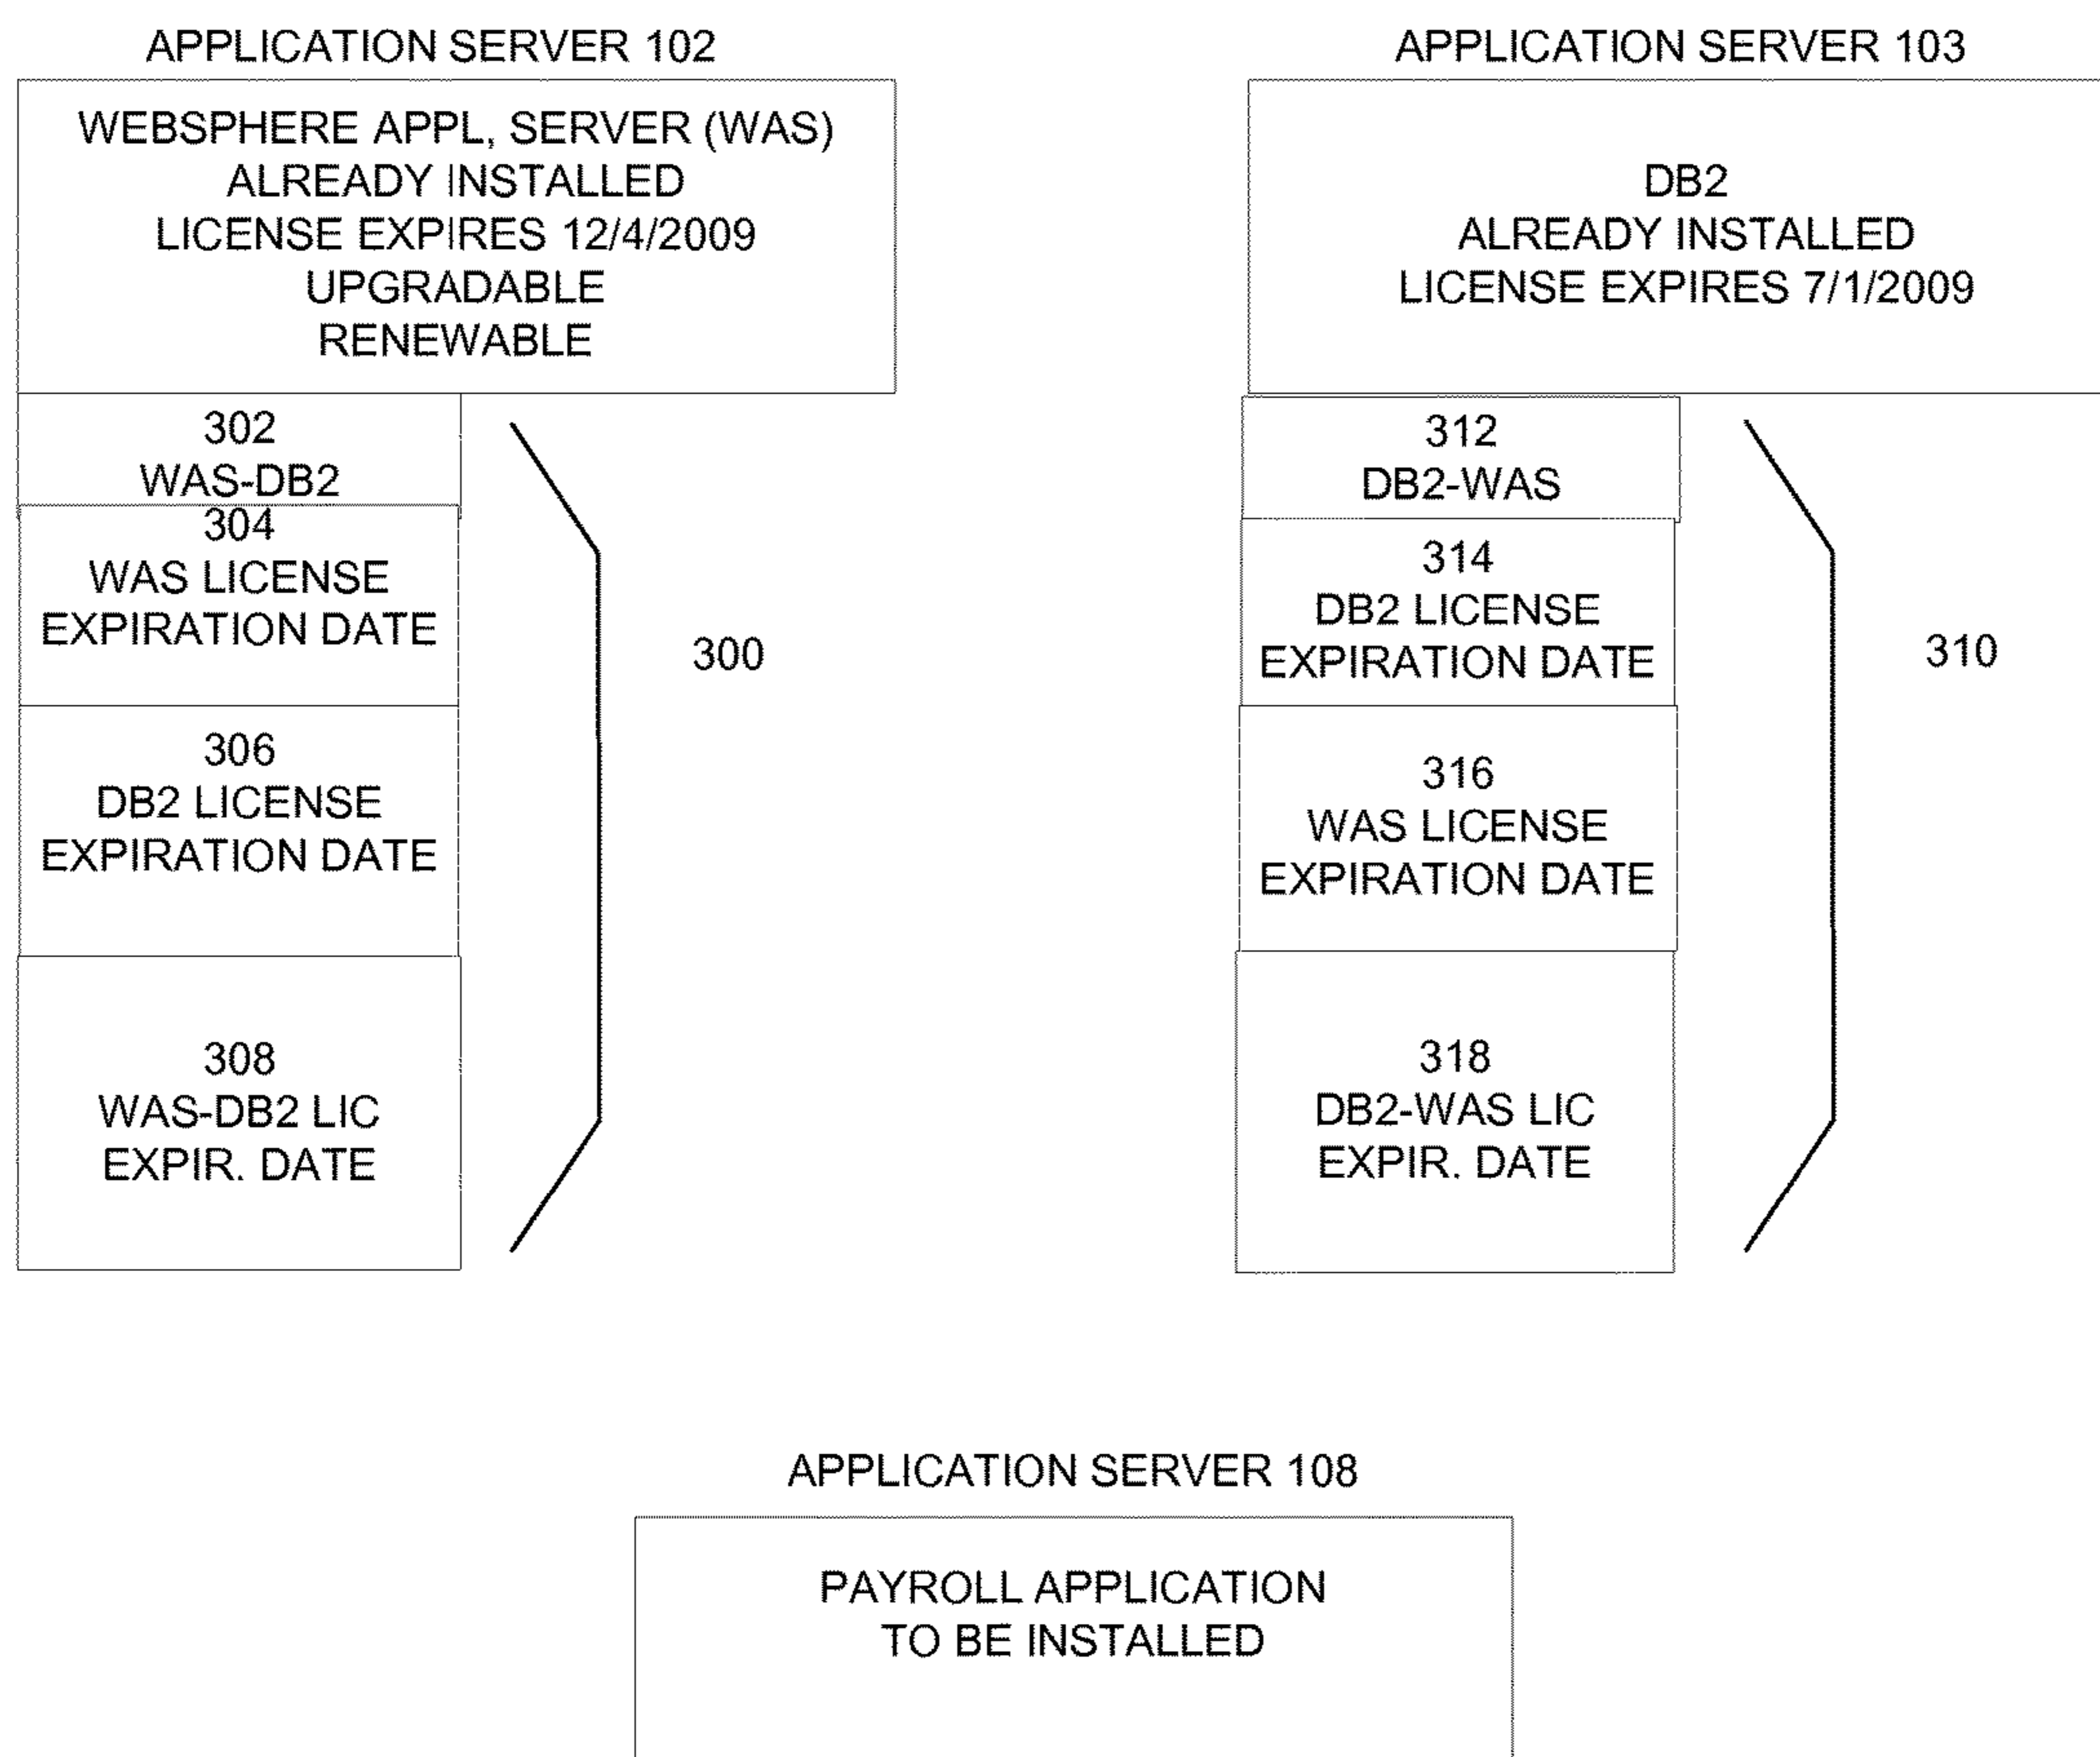 APPLICATION SERVER 102
WEBSPHERE APPL, SERVER (WAS)
ALREADY INSTALLED
LICENSE EXPIRES 12/4/2009
UPGRADABLE
RENEWABLE
302
WAS-DB2
304
WAS LICENSE
EXPIRATION DATE
306
DB2 LICENSE
EXPIRATION DATE
308
WAS-DB2 LIC
EXPIR. DATE
300
APPLICATION SERVER 103
DB2
ALREADY INSTALLED
LICENSE EXPIRES 7/1/2009
312
DB2-WAS
314
DB2 LICENSE
EXPIRATION DATE
316
WAS LICENSE
EXPIRATION DATE
318
DB2-WAS LIC
EXPIR. DATE
310
APPLICATION SERVER 108
PAYROLL APPLICATION
TO BE INSTALLED